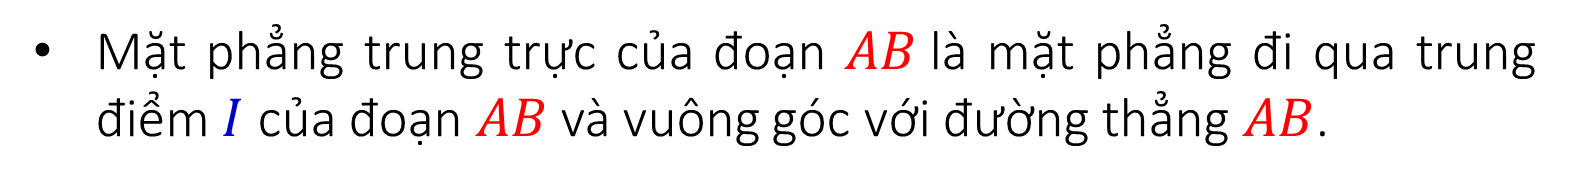 • Mặt phẳng trung trực của đoạn AB là mặt phẳng đi qua trung
điểm I của đoạn AB và vuông góc với đường thẳng AB.